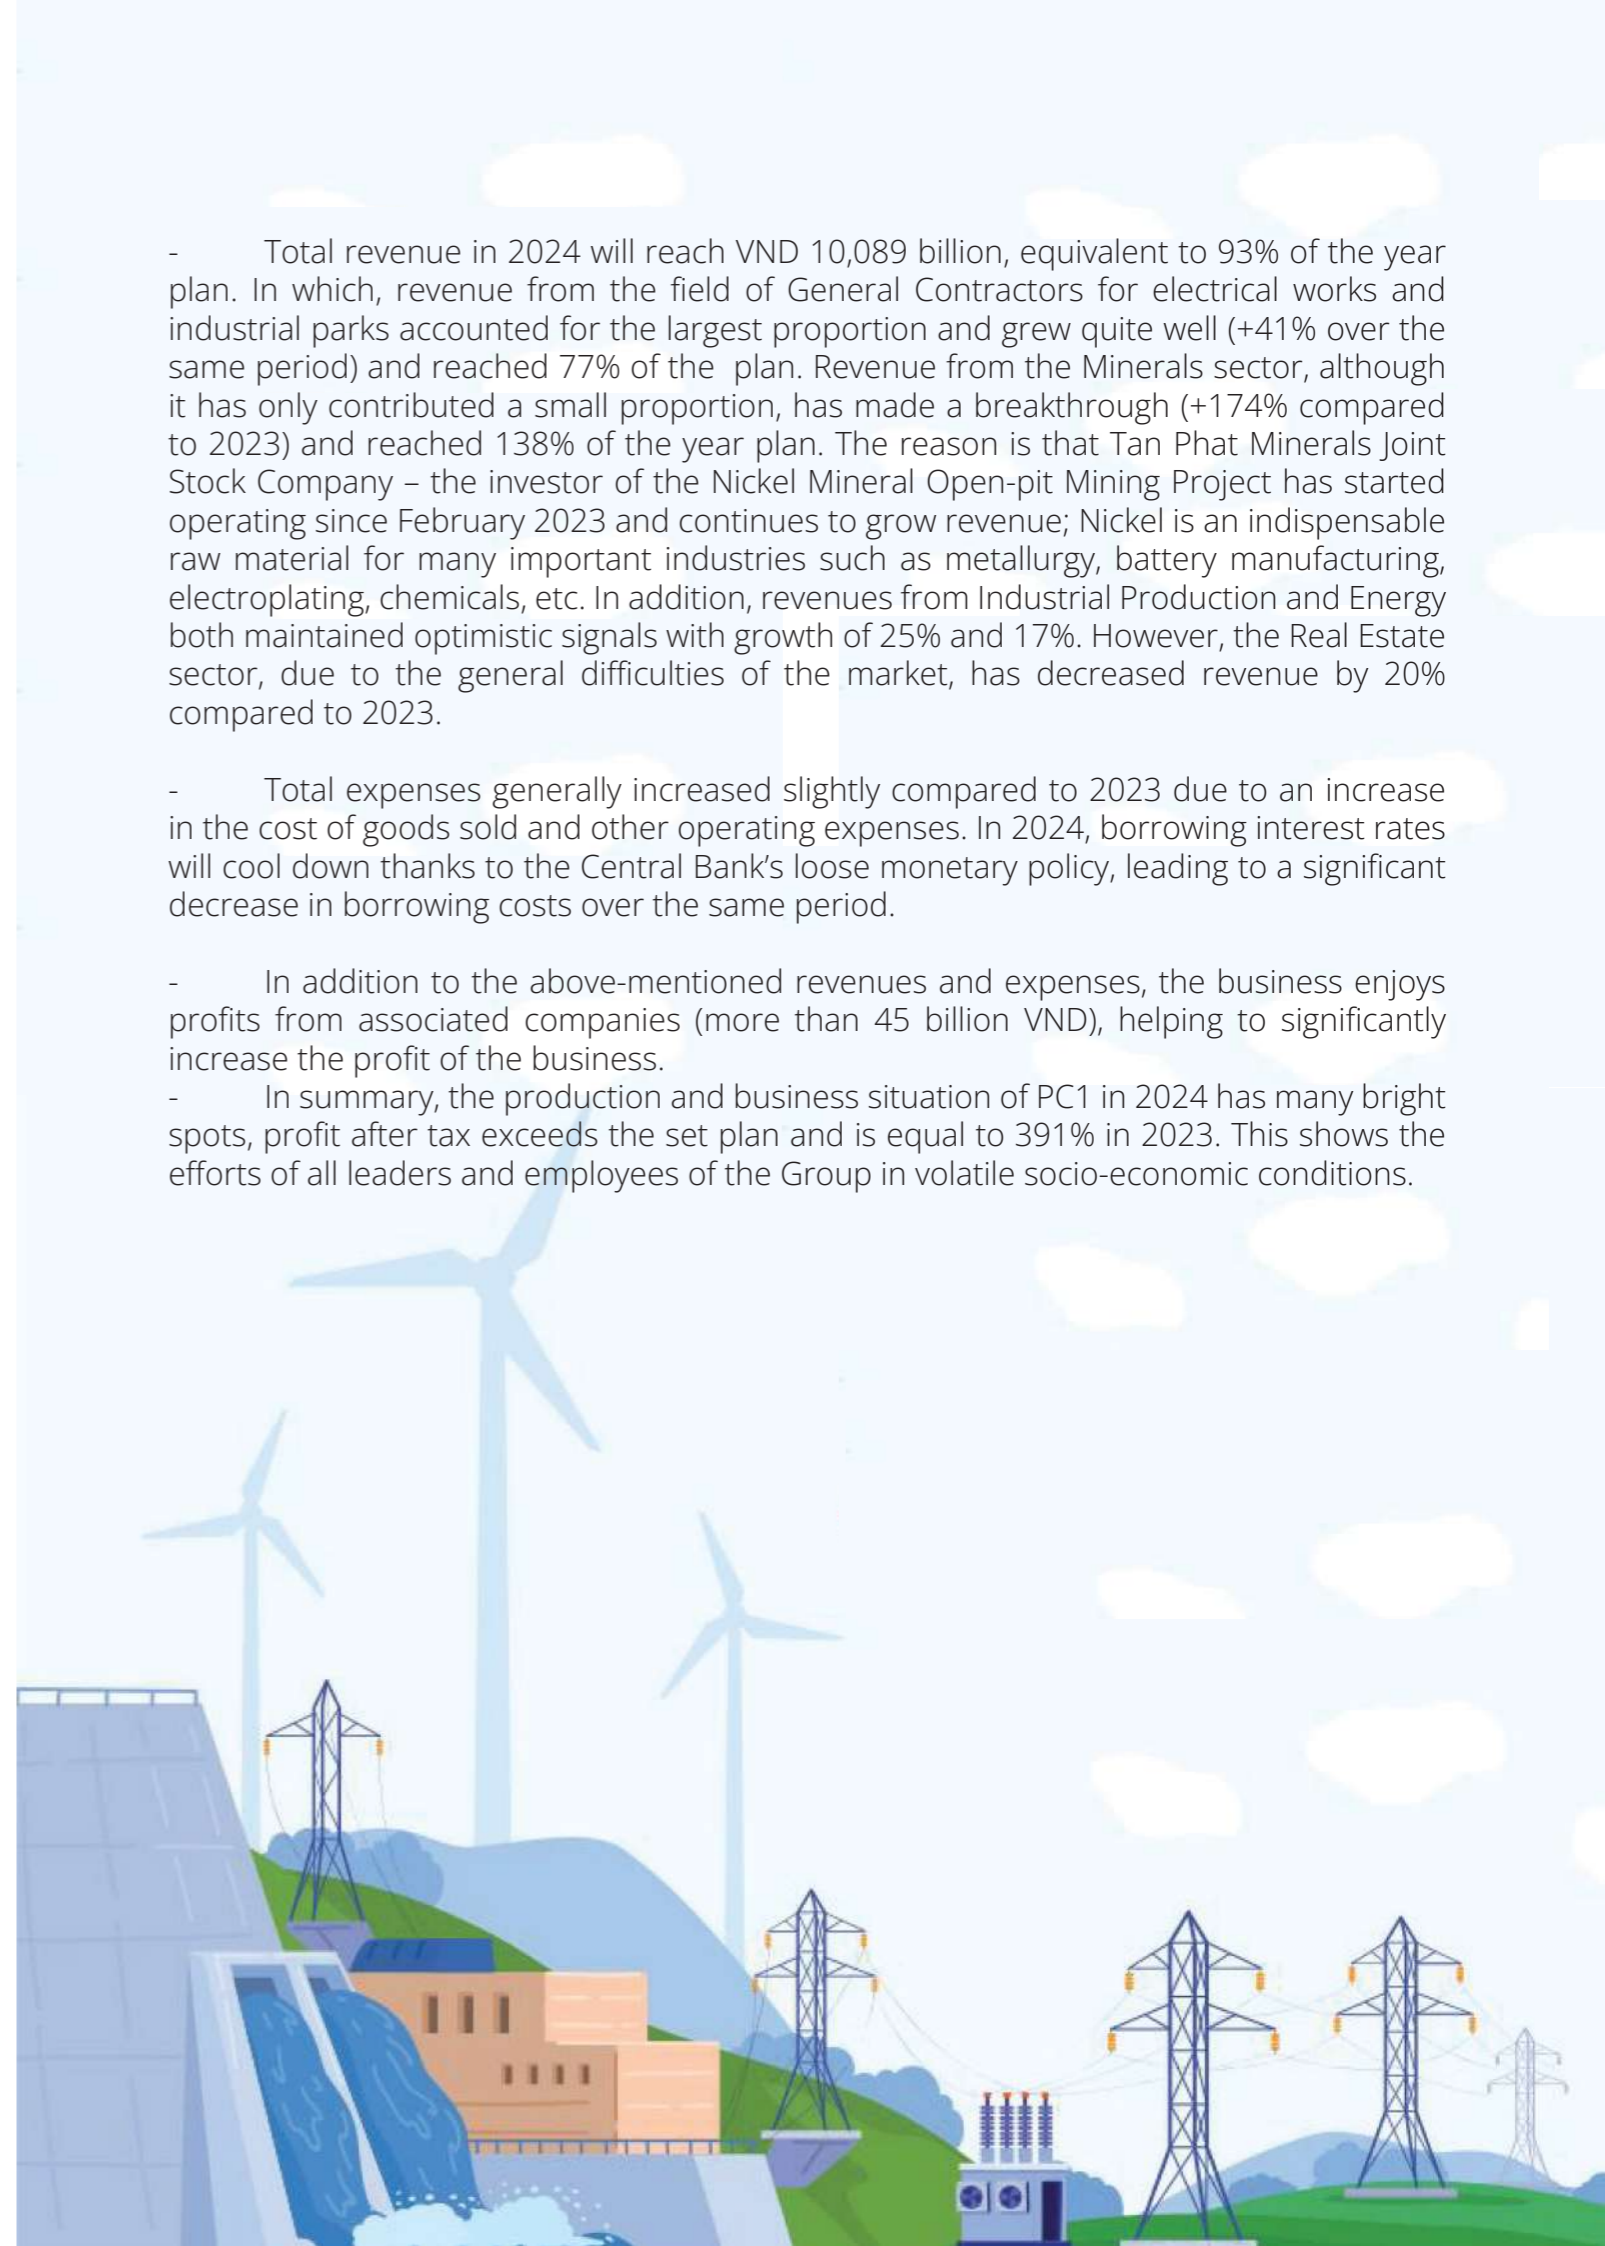 - Total revenue in 2024 will reach VND 10,089 billion, equivalent to 93% of the year
plan. In which, revenue from the field of General Contractors for electrical works and
industrial parks accounted for the largest proportion and grew quite well (+41% over the
same period) and reached 77% of the  plan. Revenue from the Minerals sector, although
it has only contributed a small proportion, has made a breakthrough (+174% compared
to 2023) and reached 138% of the year plan. The reason is that Tan Phat Minerals Joint
Stock Company – the investor of the Nickel Mineral Open-pit Mining Project has started
operating since February 2023 and continues to grow revenue; Nickel is an indispensable
raw material for many important industries such as metallurgy, battery manufacturing,
electroplating, chemicals, etc. In addition, revenues from Industrial Production and Energy
both maintained optimistic signals with growth of 25% and 17%. However, the Real Estate
sector, due to the general difficulties of the market, has decreased revenue by 20%
compared to 2023.
- Total expenses generally increased slightly compared to 2023 due to an increase
in the cost of goods sold and other operating expenses. In 2024, borrowing interest rates
will cool down thanks to the Central Bank’s loose monetary policy, leading to a significant
decrease in borrowing costs over the same period.
- In addition to the above-mentioned revenues and expenses, the business enjoys
profits from associated companies (more than 45 billion VND), helping to significantly
increase the profit of the business.
- In summary, the production and business situation of PC1 in 2024 has many bright
spots, profit after tax exceeds the set plan and is equal to 391% in 2023. This shows the
efforts of all leaders and employees of the Group in volatile socio-economic conditions.